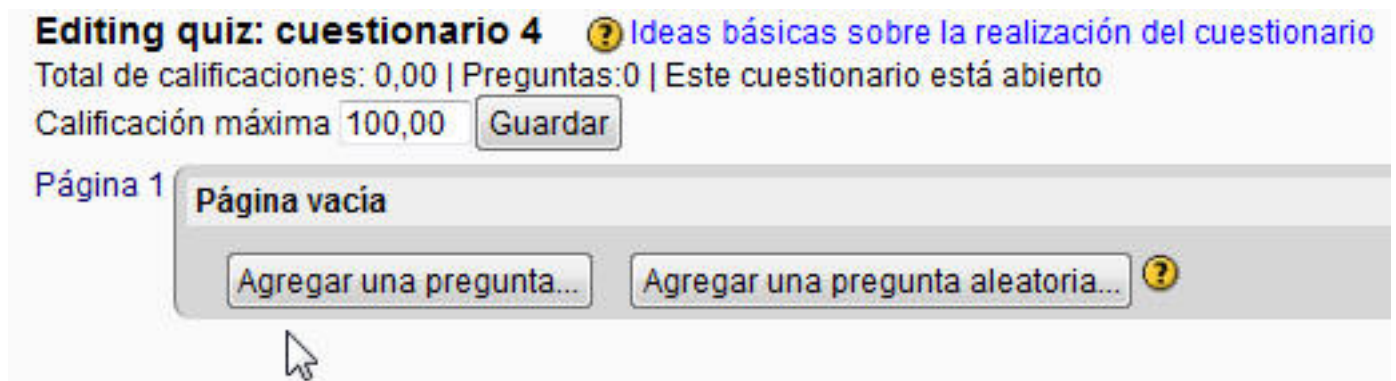 Editing quiz: cuestionario 4 ? Ideas básicas sobre la realización del cuestionario
Total de calificaciones: 0,00 | Preguntas:0 | Este cuestionario está abierto
Calificación máxima 100,00 Guardar
Página 1 Página vacía
Agregar una pregunta... Agregar una pregunta aleatoria... ?